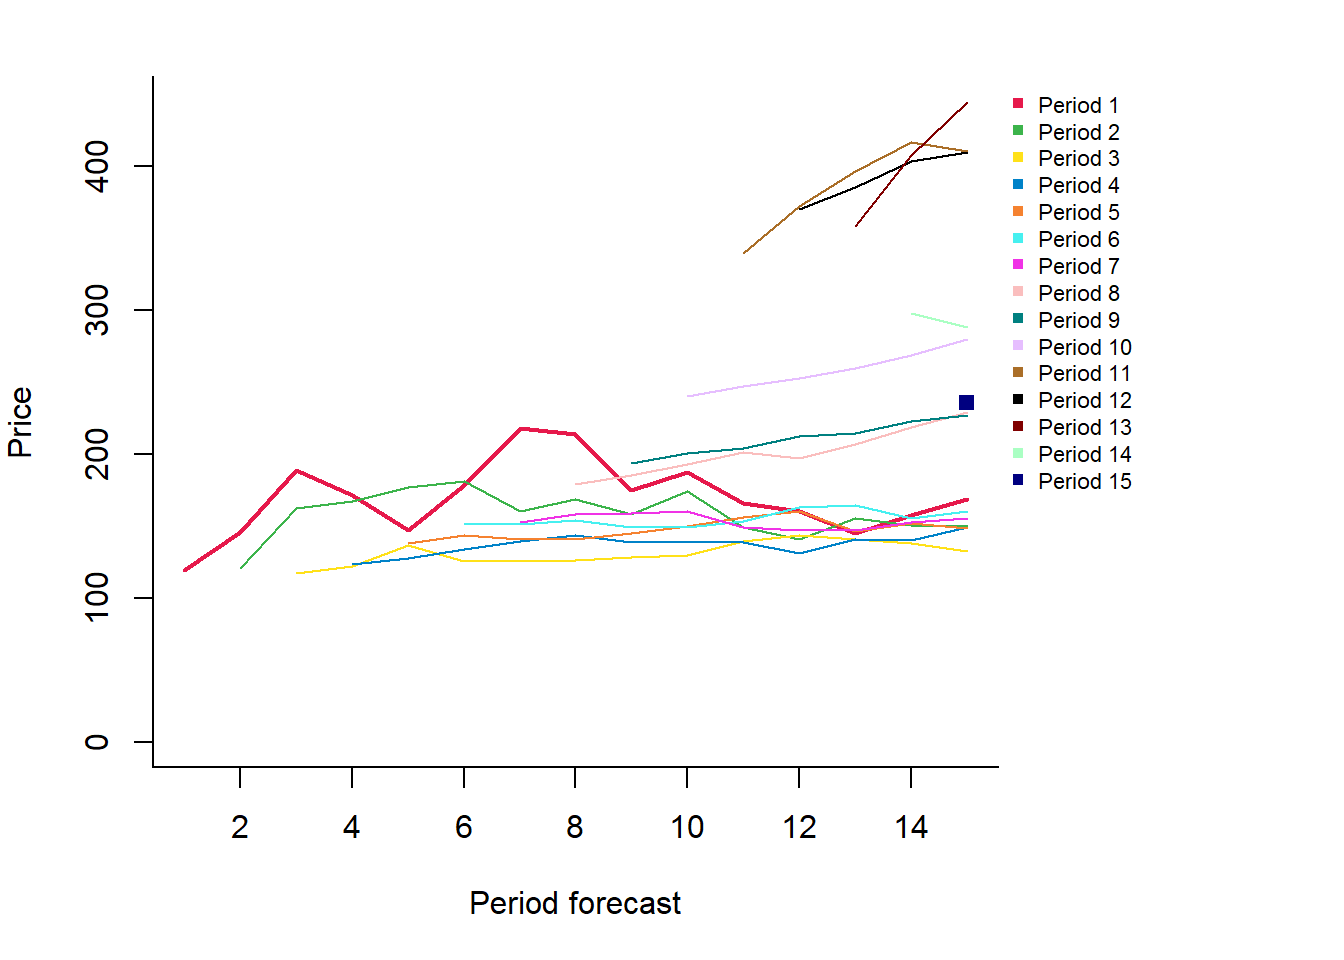 Price
400
300
200
100
0
2 4 6 8 10 12 14
Period forecast
Period 1
Period 2
Period 3
Period 4
Period 5
Period 6
Period 7
Period 8
Period 9
Period 10
Period 11
Period 12
Period 13
Period 14
Period 15